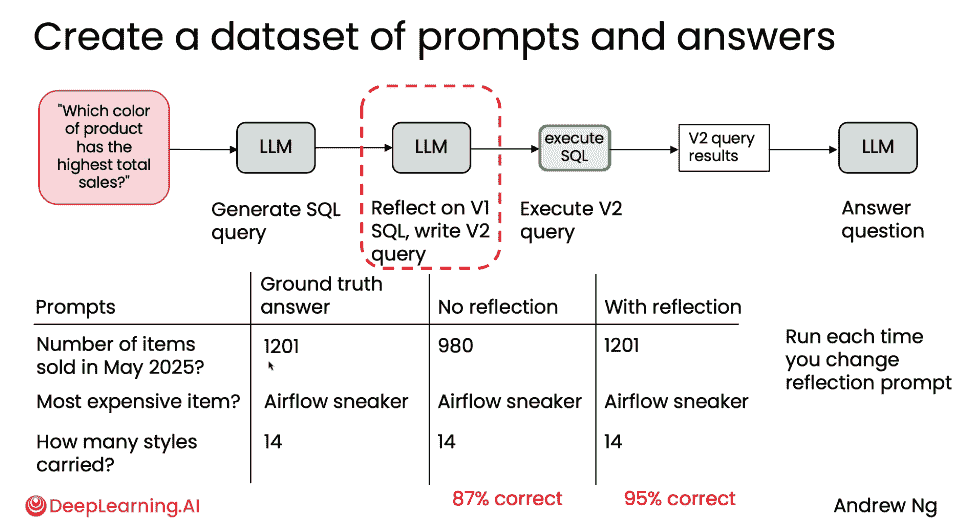 Create a dataset of prompts and answers
"Which color
of product
has the
highest total
sales?"
LLM
LLM
execute
SQL
V2 query
results
LLM
Generate SQL
query
Reflect on V1
SQL, write V2
query
Execute V2
query
Answer
question
Prompts
Ground truth
answer
No reflection
With reflection
Number of items
sold in May 2025?
1201
980
1201
Most expensive item?
Airflow sneaker
Airflow sneaker
Airflow sneaker
How many styles
carried?
14
14
14
87% correct
95% correct
Run each time
you change
reflection prompt
DeepLearning.AI
Andrew Ng